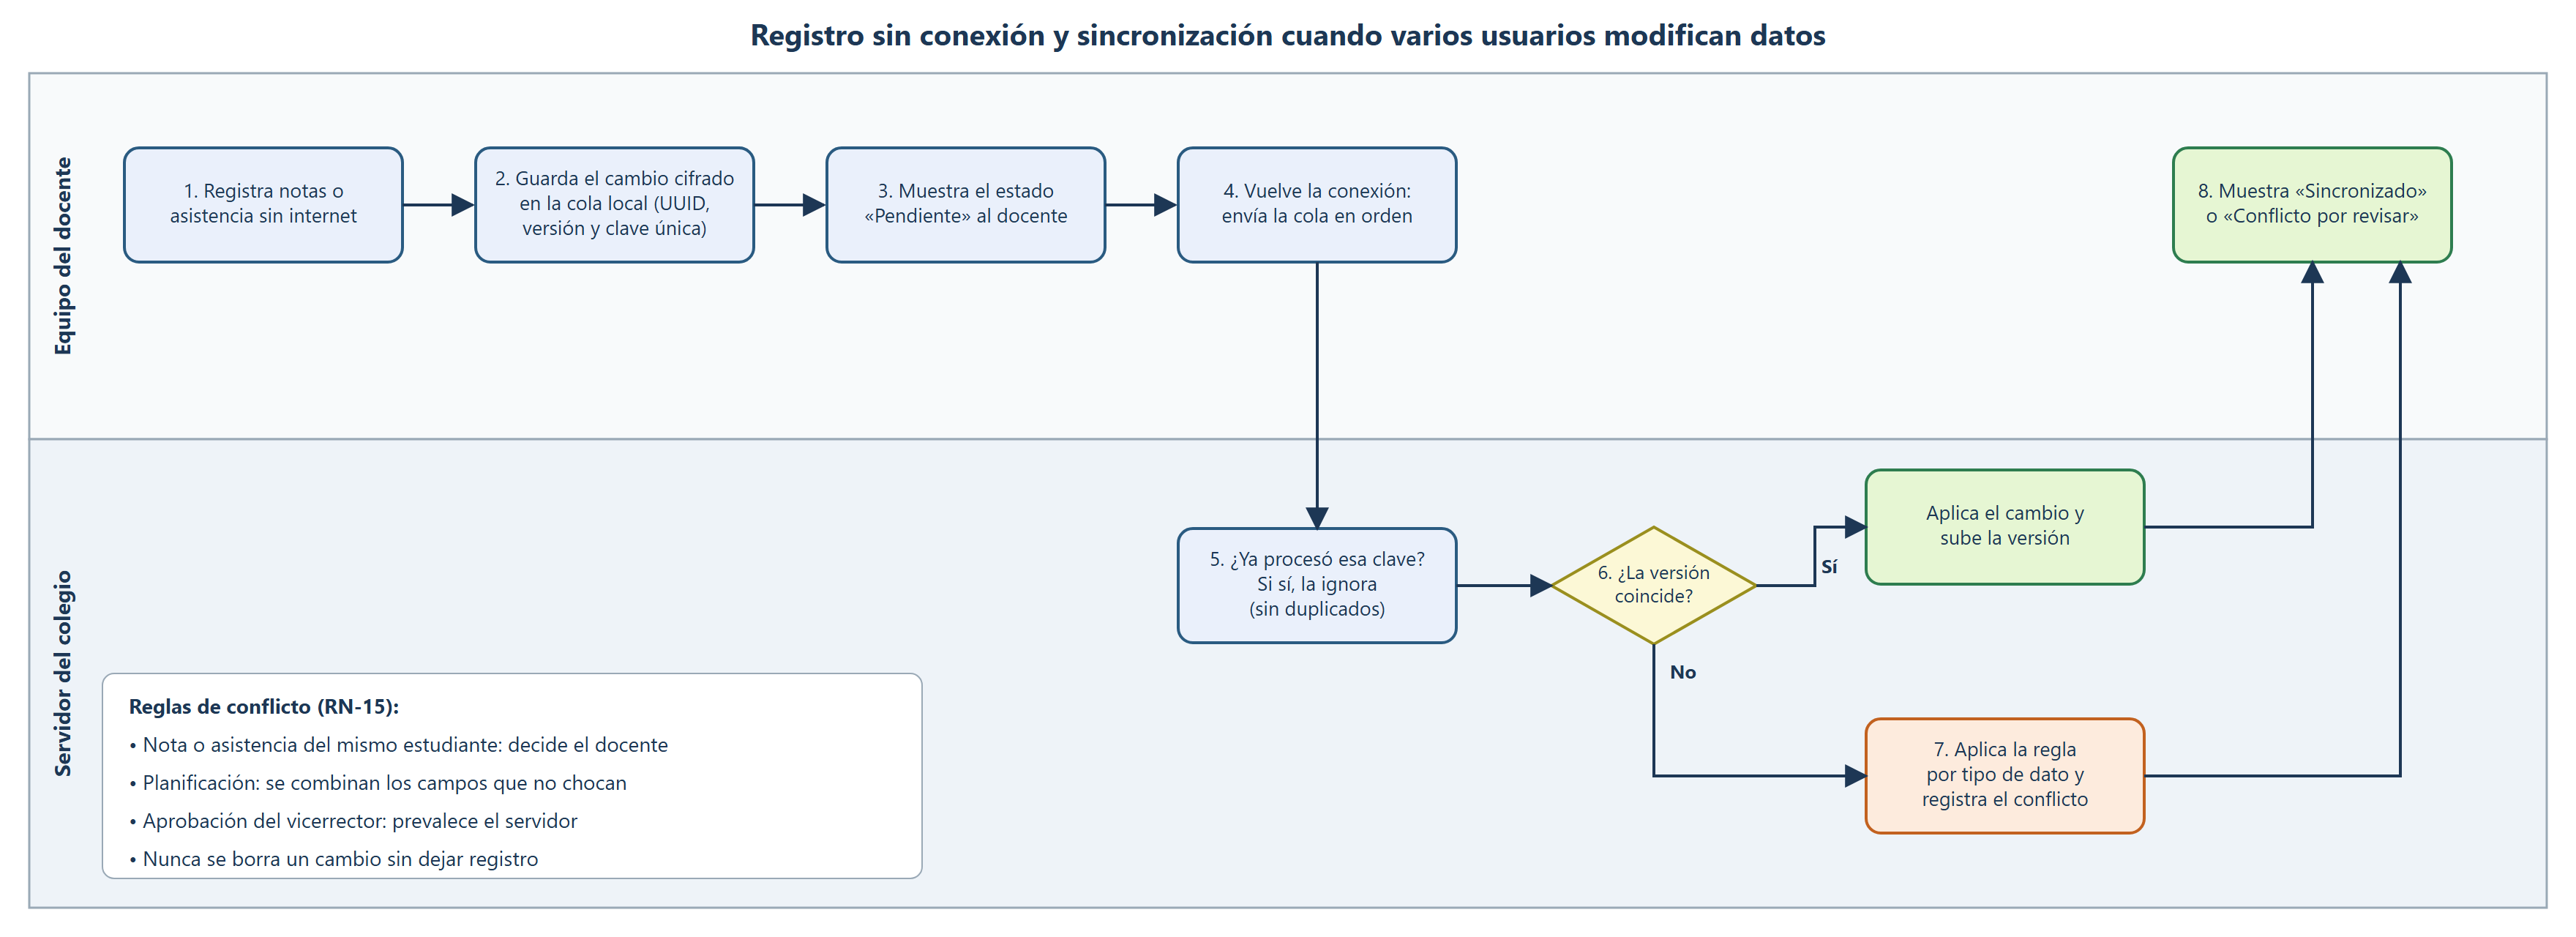 Registro sin conexión y sincronización cuando varios usuarios modifican datos
Equipo del docente
1. Registra notas o
asistencia sin internet
2. Guarda el cambio cifrado
en la cola local (UUID,
versión y clave única)
3. Muestra el estado
«Pendiente» al docente
4. Vuelve la conexión:
envía la cola en orden
8. Muestra «Sincronizado»
o «Conflicto por revisar»
Servidor del colegio
5. ¿Ya procesó esa clave?
Si sí, la ignora
(sin duplicados)
6. ¿La versión
coincide?
Sí
Aplica el cambio y
sube la versión
No
7. Aplica la regla
por tipo de dato y
registra el conflicto
Reglas de conflicto (RN-15):
• Nota o asistencia del mismo estudiante: decide el docente
• Planificación: se combinan los campos que no chocan
• Aprobación del vicerrector: prevalece el servidor
• Nunca se borra un cambio sin dejar registro